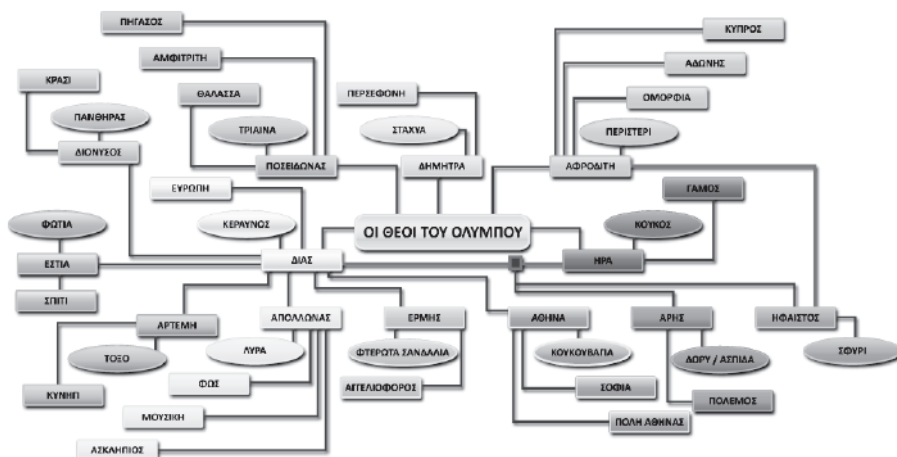 ΠΗΓΑΣΟΣ
ΚΥΠΡΟΣ
ΑΜΦΙΤΡΙΤΗ
ΑΔΩΝΗΣ
ΚΡΑΣΙ
ΘΑΛΑΣΣΑ
ΠΕΡΣΕΦΟΝΗ
ΟΜΟΡΦΙΑ
ΠΑΝΘΗΡΑΣ
ΤΡΙΑΙΝΑ
ΣΤΑΧΥΑ
ΠΕΡΙΣΤΕΡΙ
ΔΙΟΝΥΣΟΣ
ΠΟΣΕΙΔΩΝΑΣ
ΔΗΜΗΤΡΑ
ΑΦΡΟΔΙΤΗ
ΕΥΡΩΠΗ
ΓΑΜΟΣ
ΦΩΤΙΑ
ΚΕΡΑΥΝΟΣ
ΟΙ ΘΕΟΙ ΤΟΥ ΟΛΥΜΠΟΥ
ΚΟΥΚΟΣ
ΕΣΤΙΑ
ΔΙΑΣ
ΗΡΑ
ΣΠΙΤΙ
ΑΡΤΕΜΗ
ΑΠΟΛΛΩΝΑΣ
ΕΡΜΗΣ
ΑΘΗΝΑ
ΑΡΗΣ
ΗΦΑΙΣΤΟΣ
ΤΟΞΟ
ΛΥΡΑ
ΦΤΕΡΩΤΑ ΣΑΝΔΑΛΙΑ
ΚΟΥΚΟΥΒΑΓΙΑ
ΔΟΡΥ / ΑΣΠΙΔΑ
ΣΦΥΡΙ
ΚΥΝΗΓΙ
ΦΩΣ
ΑΓΓΕΛΙΟΦΟΡΟΣ
ΣΟΦΙΑ
ΠΟΛΕΜΟΣ
ΜΟΥΣΙΚΗ
ΠΟΛΗ ΑΘΗΝΑΣ
ΑΣΚΛΗΠΙΟΣ